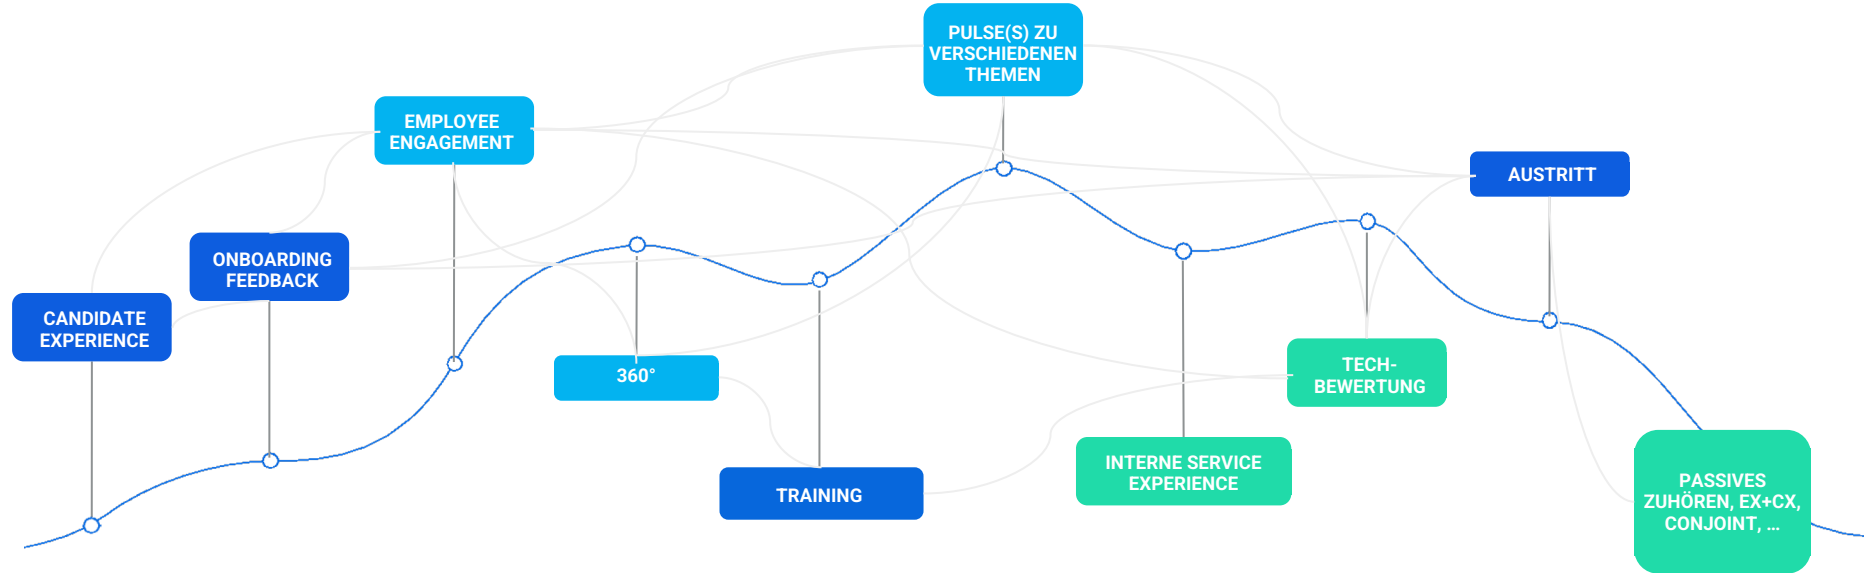 CANDIDATE
EXPERIENCE
ONBOARDING
FEEDBACK
EMPLOYEE
ENGAGEMENT
360°
TRAINING
PULSE(S) ZU
VERSCHIEDENEN
THEMEN
INTERNE SERVICE
EXPERIENCE
TECH-
BEWERTUNG
AUSTRITT
PASSIVES
ZUHÖREN, EX+CX,
CONJOINT, ...